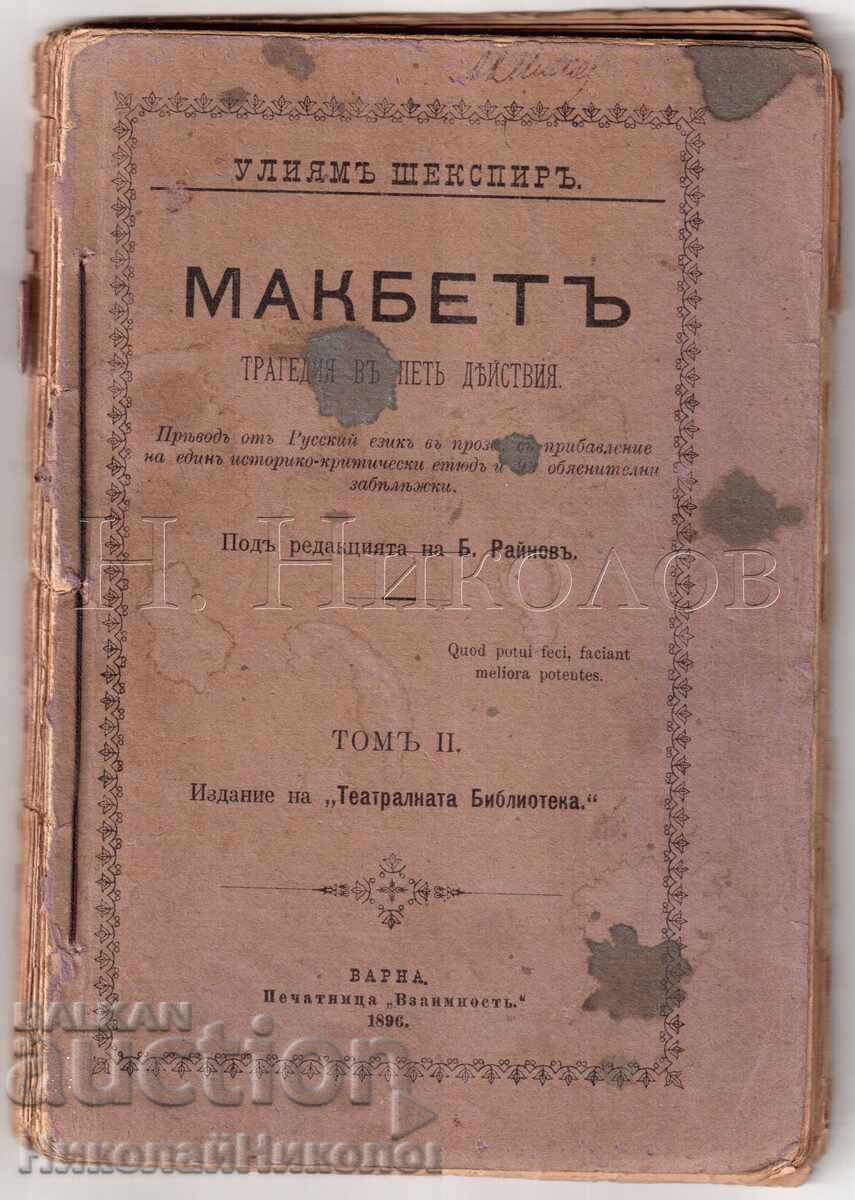 УЛИЯМЪ ШЕКСПИРЪ.
МАКБЕТЪ
ТРАГЕДИЯ ВЪ ПЕТЬ ДѢЙСТВИЯ.
Прѣводъ отъ Русский езикъ въ проза съ прибавление
на единъ историко-критически етюдъ и обяснителни
забѣлѣжки.
Подъ редакцията на Б. Райновъ.
Н. Николов
Quod potui feci, faciant
meliora potentes.
ТОМЪ II.
Издание на „Театралната Библиотека.“
ВАРНА.
Печатница „Взаимность.“
1896.
BALKAN
auction
НиколайНиколов